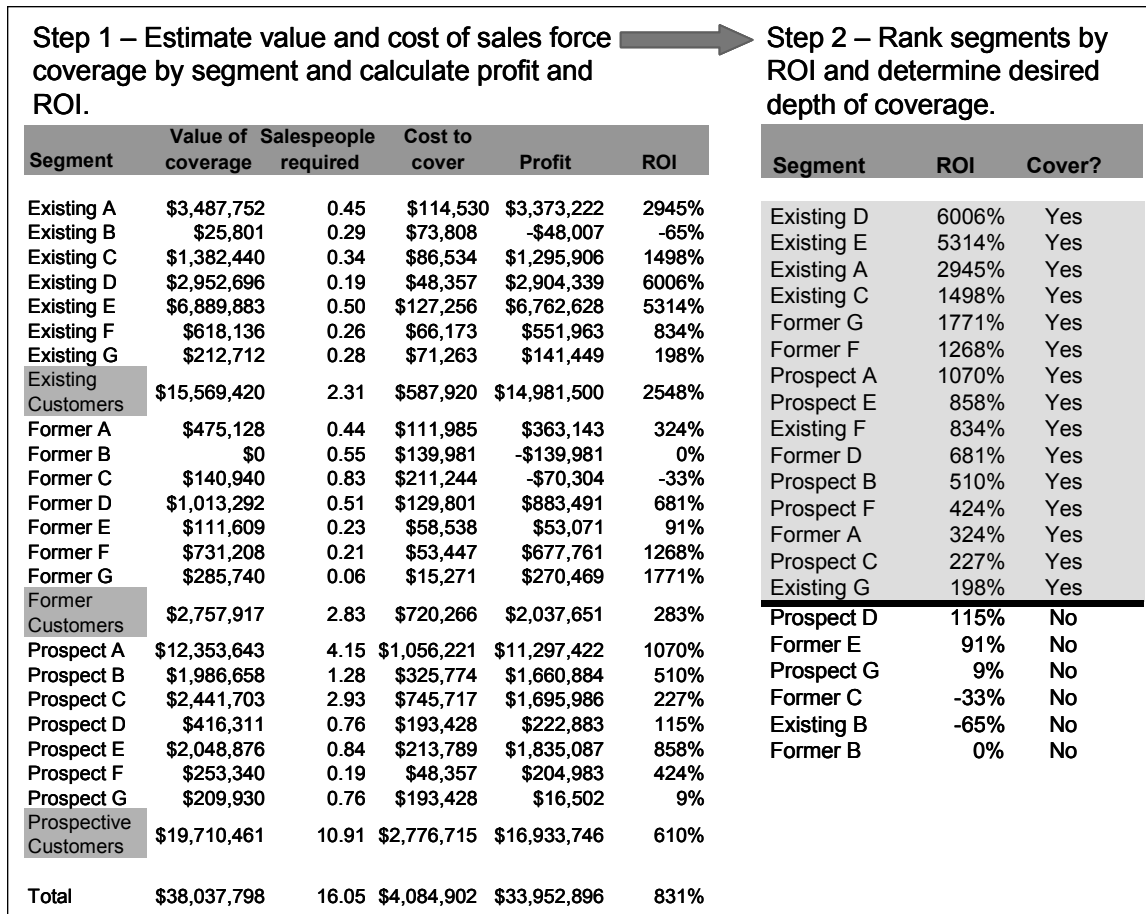 Step 1 – Estimate value and cost of sales force
coverage by segment and calculate profit and
ROI.
Segment Value of coverage Salespeople required Cost to cover Profit ROI
Existing A $3,487,752 0.45 $114,530 $3,373,222 2945%
Existing B $25,801 0.29 $73,808 -$48,007 -65%
Existing C $1,382,440 0.34 $86,534 $1,295,906 1498%
Existing D $2,952,696 0.19 $48,357 $2,904,339 6006%
Existing E $6,889,883 0.50 $127,256 $6,762,628 5314%
Existing F $618,136 0.26 $66,173 $551,963 834%
Existing G $212,712 0.28 $71,263 $141,449 198%
Existing Customers $15,569,420 2.31 $587,920 $14,981,500 2548%
Former A $475,128 0.44 $111,985 $363,143 324%
Former B $0 0.55 $139,981 -$139,981 0%
Former C $140,940 0.83 $211,244 -$70,304 -33%
Former D $1,013,292 0.51 $129,801 $883,491 681%
Former E $111,609 0.23 $58,538 $53,071 91%
Former F $731,208 0.21 $53,447 $677,761 1268%
Former G $285,740 0.06 $15,271 $270,469 1771%
Former Customers $2,757,917 2.83 $720,266 $2,037,651 283%
Prospect A $12,353,643 4.15 $1,056,221 $11,297,422 1070%
Prospect B $1,986,658 1.28 $325,774 $1,660,884 510%
Prospect C $2,441,703 2.93 $745,717 $1,695,986 227%
Prospect D $416,311 0.76 $193,428 $222,883 115%
Prospect E $2,048,876 0.84 $213,789 $1,835,087 858%
Prospect F $253,340 0.19 $48,357 $204,983 424%
Prospect G $209,930 0.76 $193,428 $16,502 9%
Prospective Customers $19,710,461 10.91 $2,776,715 $16,933,746 610%
Total $38,037,798 16.05 $4,084,902 $33,952,896 831%
Step 2 – Rank segments by
ROI and determine desired
depth of coverage.
Segment ROI Cover?
Existing D 6006% Yes
Existing E 5314% Yes
Existing A 2945% Yes
Existing C 1498% Yes
Former G 1771% Yes
Former F 1268% Yes
Prospect A 1070% Yes
Prospect E 858% Yes
Existing F 834% Yes
Former D 681% Yes
Prospect B 510% Yes
Prospect F 424% Yes
Former A 324% Yes
Prospect C 227% Yes
Existing G 198% Yes
Prospect D 115% No
Former E 91% No
Prospect G 9% No
Former C -33% No
Existing B -65% No
Former B 0% No